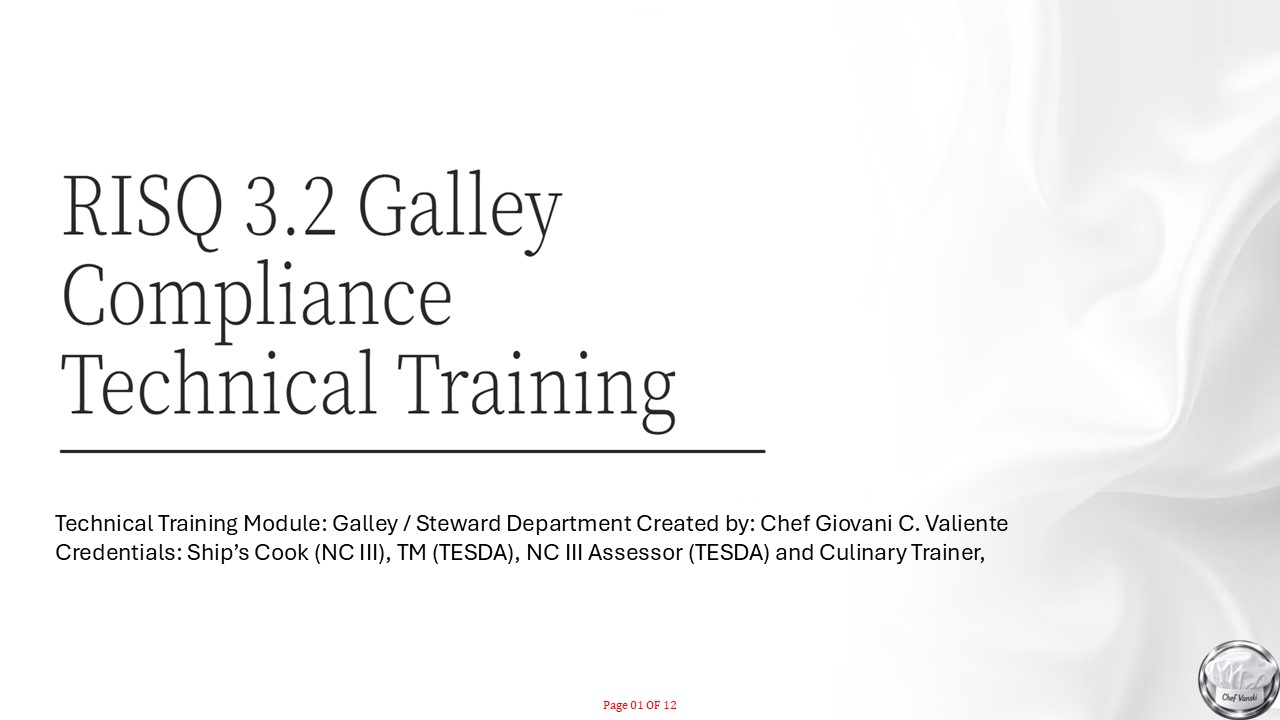 RISQ 3.2 Galley
Compliance
Technical Training
Technical Training Module: Galley / Steward Department Created by: Chef Giovani C. Valiente
Credentials: Ship’s Cook (NC III), TM (TESDA), NC III Assessor (TESDA) and Culinary Trainer,
Chef Vanski
Page 01 OF 12